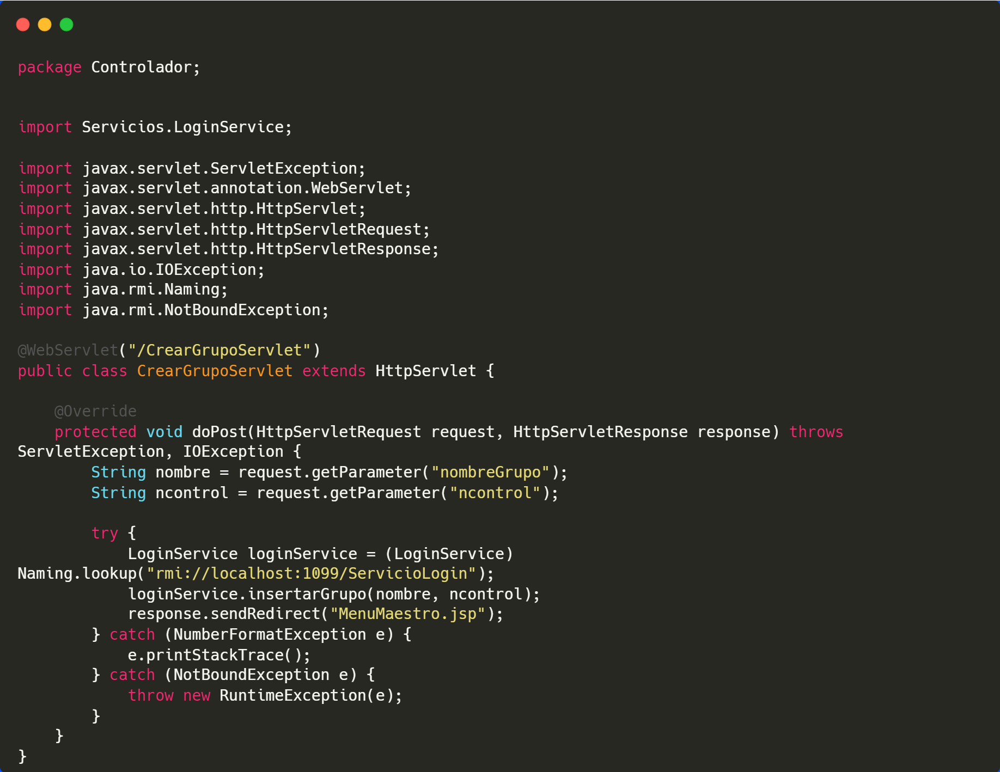 package Controlador;
import Servicios.LoginService;
import javax.servlet.ServletException;
import javax.servlet.annotation.WebServlet;
import javax.servlet.http.HttpServlet;
import javax.servlet.http.HttpServletRequest;
import javax.servlet.http.HttpServletResponse;
import java.io.IOException;
import java.rmi.Naming;
import java.rmi.NotBoundException;
@WebServlet("/CrearGrupoServlet")
public class CrearGrupoServlet extends HttpServlet {
    @Override
    protected void doPost(HttpServletRequest request, HttpServletResponse response) throws
ServletException, IOException {
        String nombre = request.getParameter("nombreGrupo");
        String ncontrol = request.getParameter("ncontrol");
        try {
            LoginService loginService = (LoginService)
Naming.lookup("rmi://localhost:1099/ServicioLogin");
            loginService.insertarGrupo(nombre, ncontrol);
            response.sendRedirect("MenuMaestro.jsp");
        } catch (NumberFormatException e) {
            e.printStackTrace();
        } catch (NotBoundException e) {
            throw new RuntimeException(e);
        }
    }
}